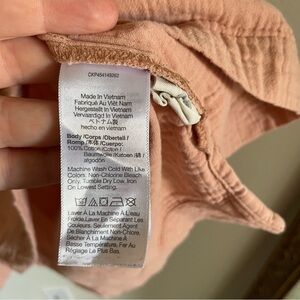 CKP484149262
Made In Vietnam
Fabriqué Au Viêt Nam
Hergestellt In Vietnam
Vervaardigd In Vietnam
ベトナム製
hecho en vietnam
Body /Corps /Oberteil /
100% Cotton / Coton /
Baumwolle /Katoen /綿 /
algodón
Machine Wash Cold With Like
Colors. Non-Chlorine Bleach
Only. Tumble Dry Low. Iron
On Lowest Setting.
Laver À La Machine À L'eau
Froide. Laver En Séparant Les
Couleurs. Seulement Agent
De Blanchiment Non-Chlore.
Sécher À La Machine À
Basse Température. Fer Au
Réglage Le Plus Bas.